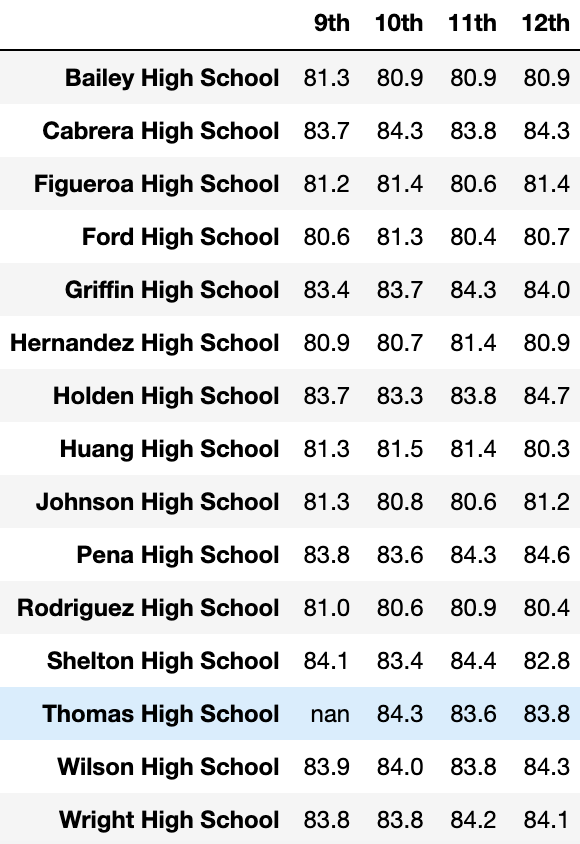 9th 10th 11th 12th
Bailey High School 81.3 80.9 80.9 80.9
Cabrera High School 83.7 84.3 83.8 84.3
Figueroa High School 81.2 81.4 80.6 81.4
Ford High School 80.6 81.3 80.4 80.7
Griffin High School 83.4 83.7 84.3 84.0
Hernandez High School 80.9 80.7 81.4 80.9
Holden High School 83.7 83.3 83.8 84.7
Huang High School 81.3 81.5 81.4 80.3
Johnson High School 81.3 80.8 80.6 81.2
Pena High School 83.8 83.6 84.3 84.6
Rodriguez High School 81.0 80.6 80.9 80.4
Shelton High School 84.1 83.4 84.4 82.8
Thomas High School nan 84.3 83.6 83.8
Wilson High School 83.9 84.0 83.8 84.3
Wright High School 83.8 83.8 84.2 84.1